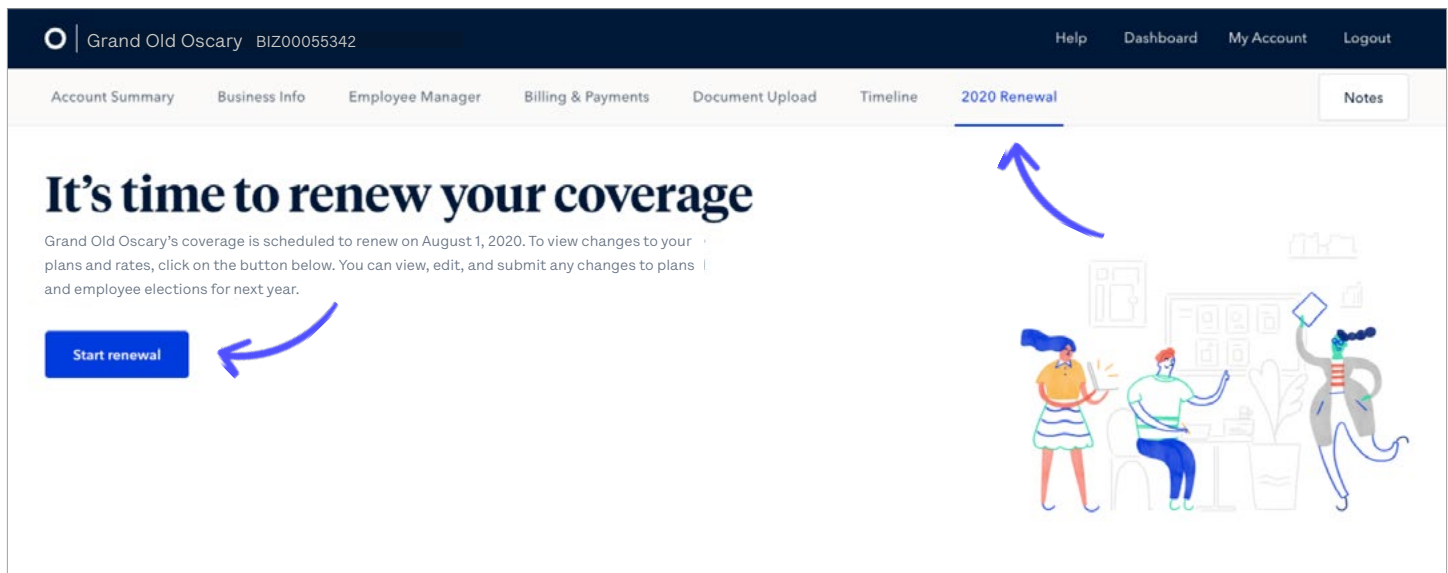 O | Grand Old Oscary BIZ00055342 Help Dashboard My Account Logout
Account Summary Business Info Employee Manager Billing & Payments Document Upload Timeline 2020 Renewal Notes
It’s time to renew your coverage
Grand Old Oscary’s coverage is scheduled to renew on August 1, 2020. To view changes to your
plans and rates, click on the button below. You can view, edit, and submit any changes to plans
and employee elections for next year.
Start renewal